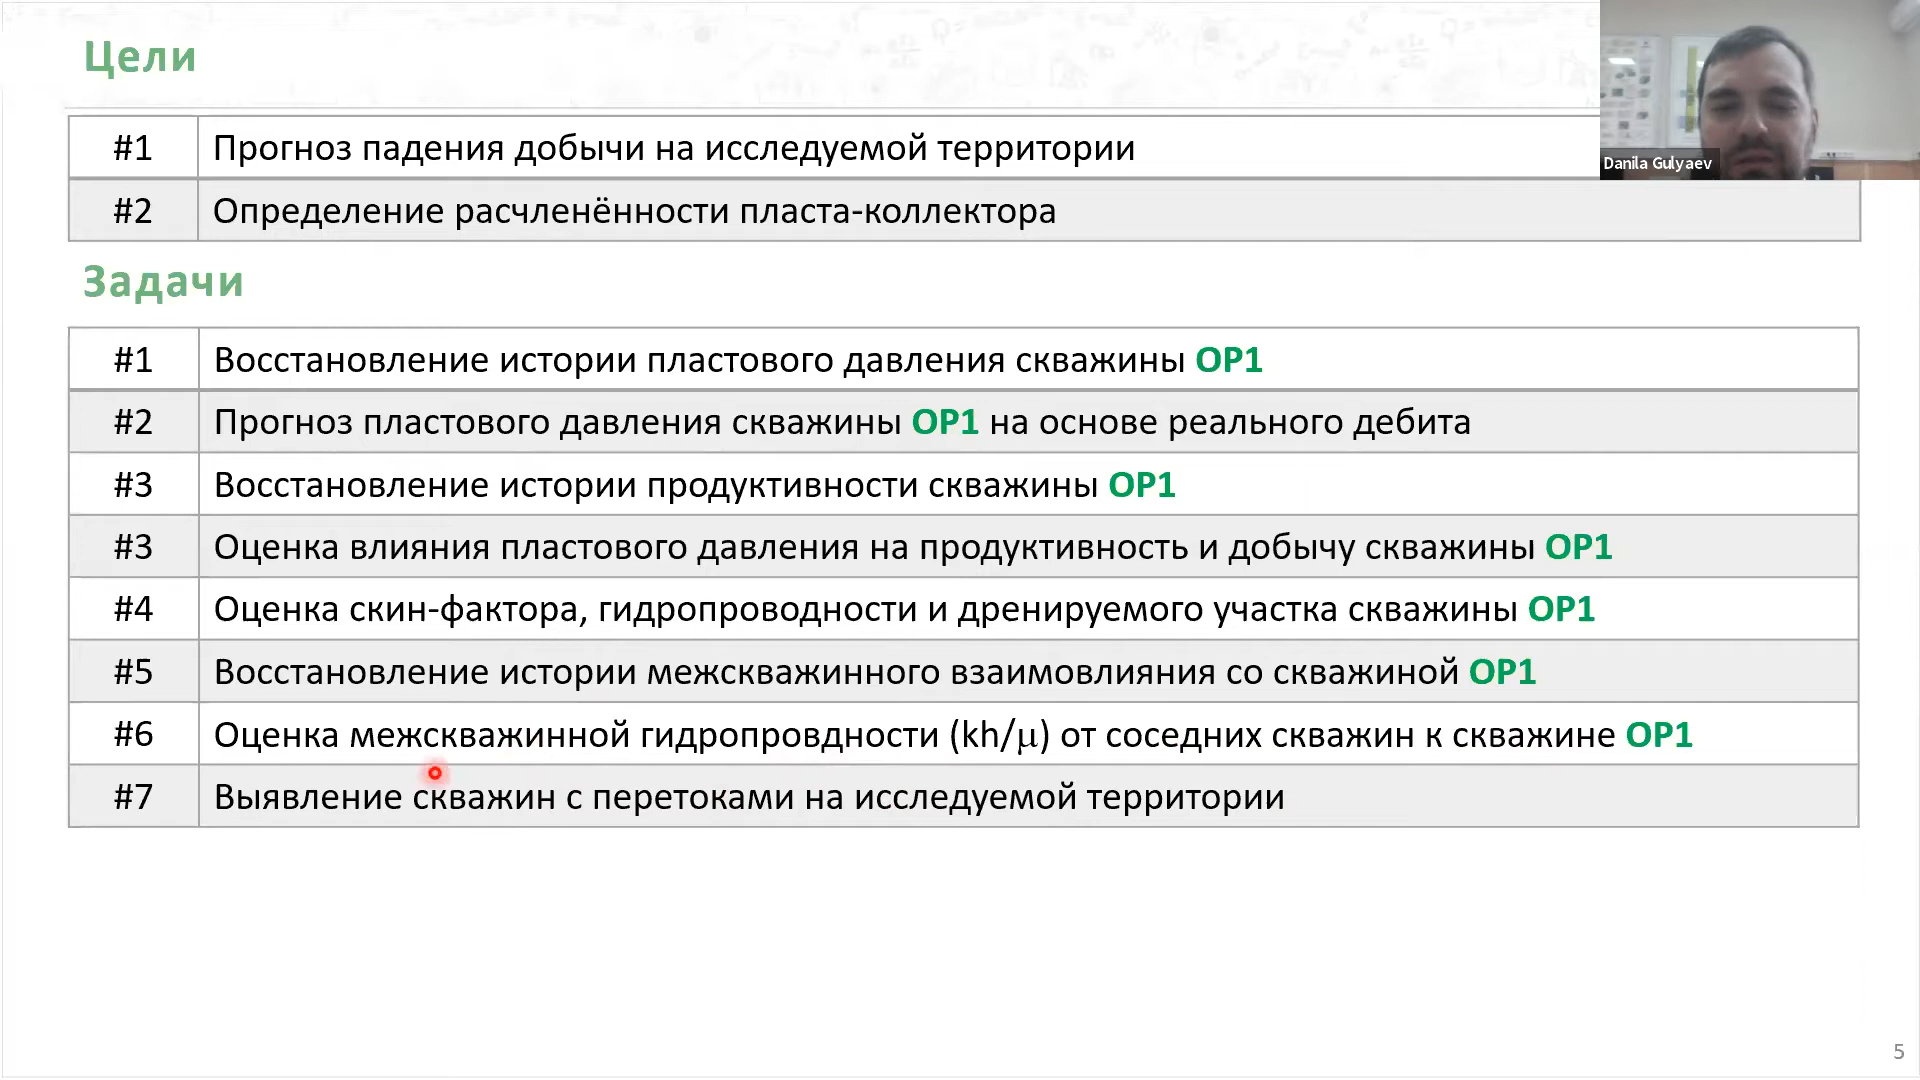 Цели
#1 Прогноз падения добычи на исследуемой территории
Danila Gulyaev
#2 Определение расчленённости пласта-коллектора
Задачи
#1 Восстановление истории пластового давления скважины OP1
#2 Прогноз пластового давления скважины OP1 на основе реального дебита
#3 Восстановление истории продуктивности скважины OP1
#3 Оценка влияния пластового давления на продуктивность и добычу скважины OP1
#4 Оценка скин-фактора, гидропроводности и дренируемого участка скважины OP1
#5 Восстановление истории межскважинного взаимовлияния со скважиной OP1
#6 Оценка межскважинной гидропровдности (kh/μ) от соседних скважин к скважине OP1
#7 Выявление скважин с перетоками на исследуемой территории
5